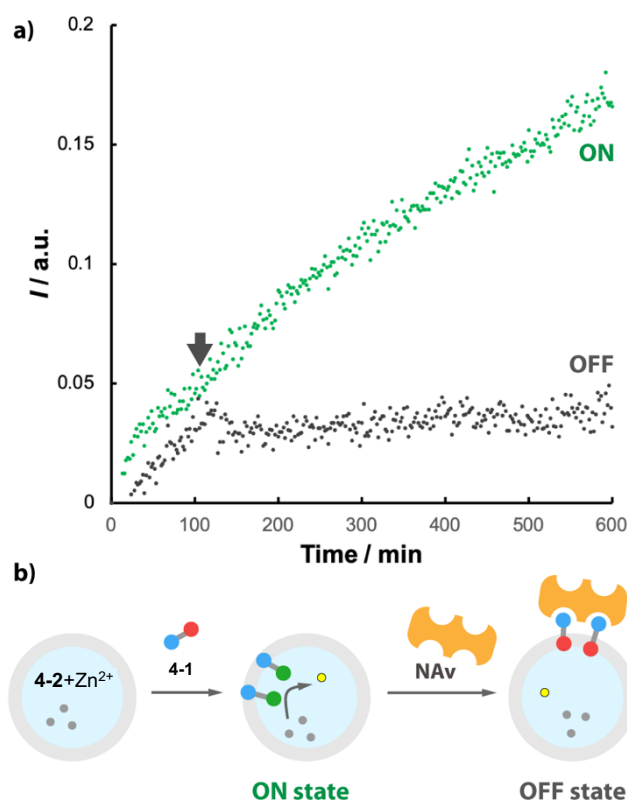 a)
0.2
0.15
ON
I / a.u.
0.1
OFF
0.05
0
0 100 200 300 400 500 600
Time / min
b)
4-2+Zn²⁺
4-1
NAv
ON state
OFF state